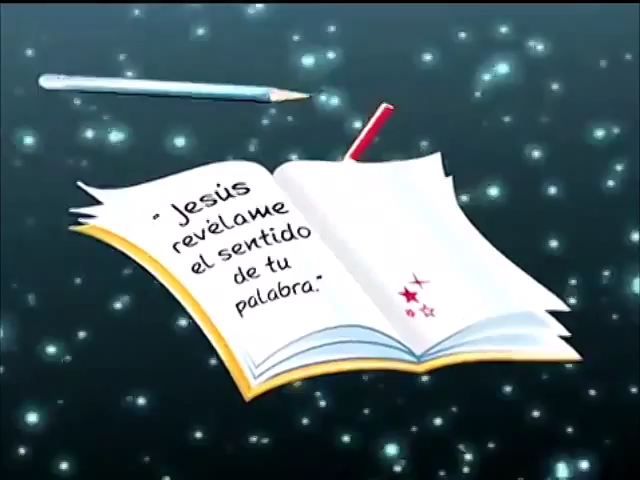 " Jesús
revélame
el sentido
de tu
palabra."